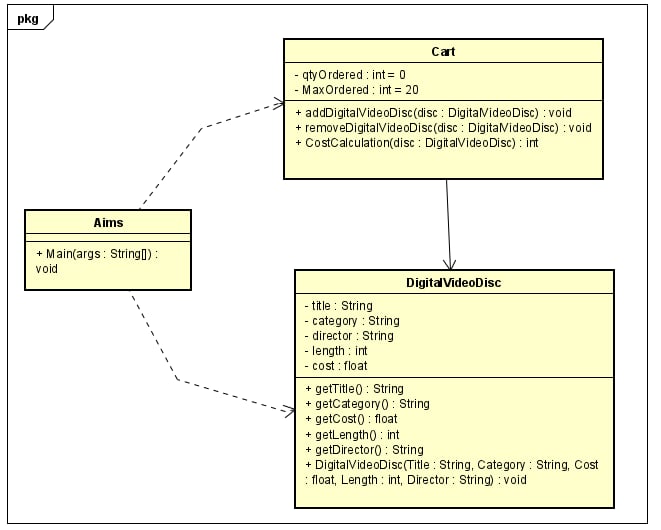 pkg
Cart
- qtyOrdered : int = 0
- MaxOrdered : int = 20
+ addDigitalVideoDisc(disc : DigitalVideoDisc) : void
+ removeDigitalVideoDisc(disc : DigitalVideoDisc) : void
+ CostCalculation(disc : DigitalVideoDisc) : int
Aims
+ Main(args : String[]) :
void
DigitalVideoDisc
- title : String
- category : String
- director : String
- length : int
- cost : float
+ getTitle() : String
+ getCategory() : String
+ getCost() : float
+ getLength() : int
+ getDirector() : String
+ DigitalVideoDisc(Title : String, Category : String, Cost
: float, Length : int, Director : String) : void